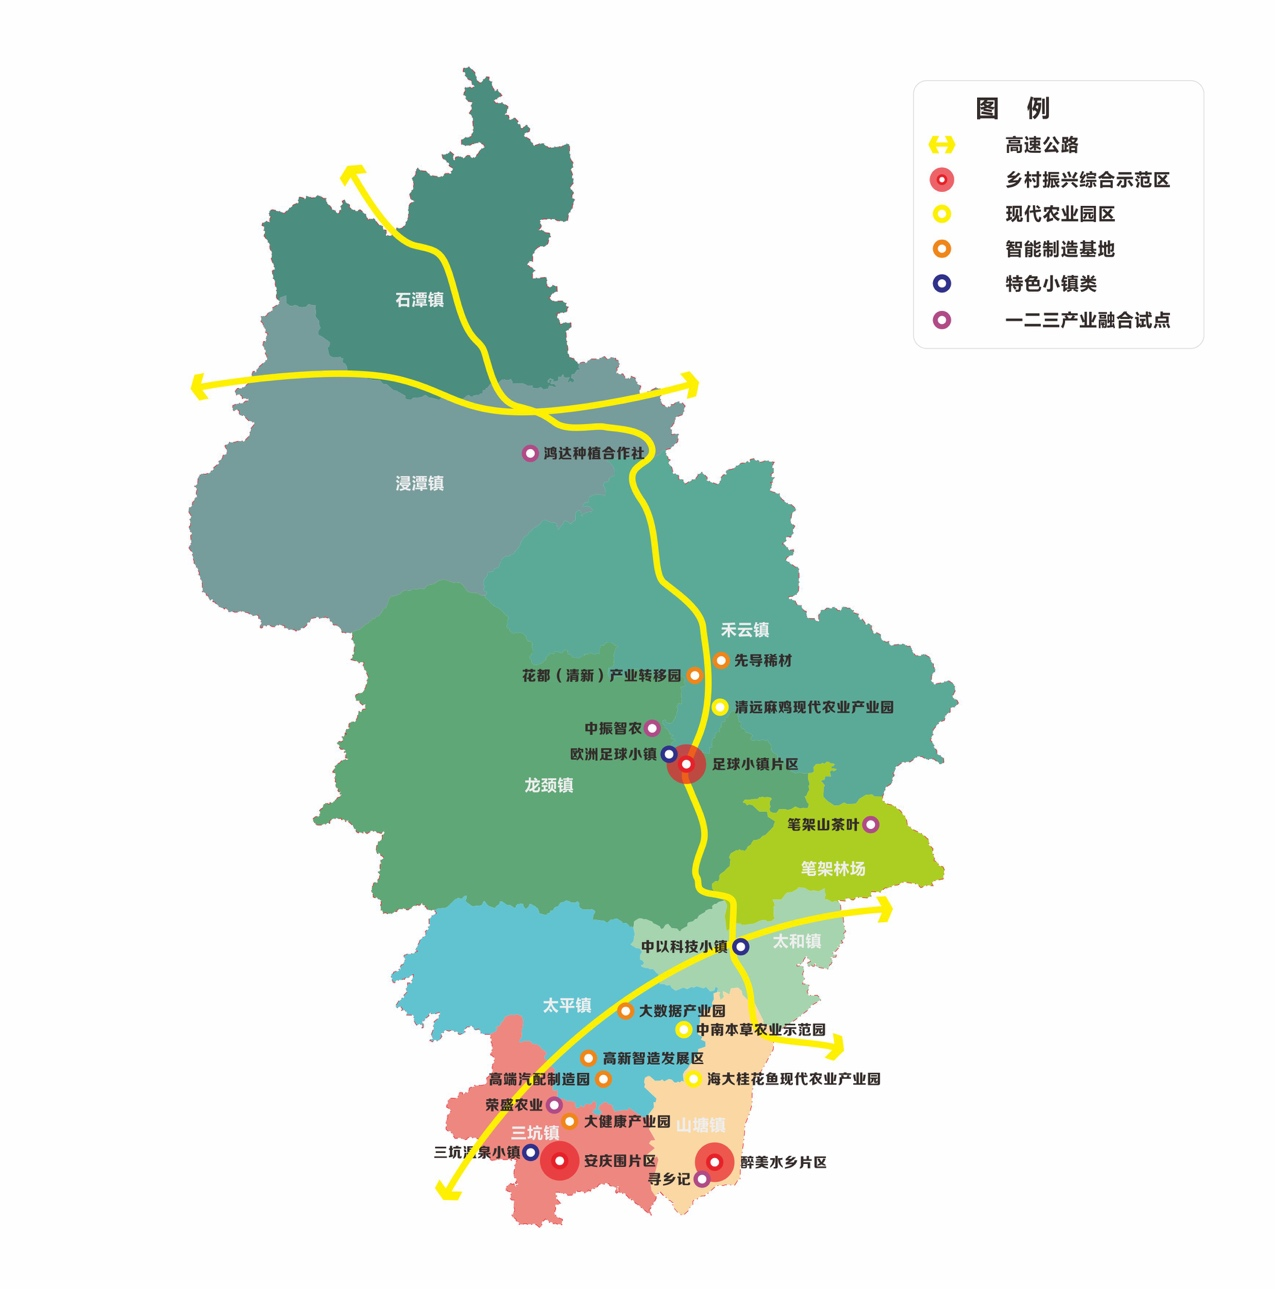 图 例
高速公路
乡村振兴综合示范区
现代农业园区
智能制造基地
特色小镇类
一二三产业融合试点
石潭镇
鸿达种植合作社
浸潭镇
禾云镇
先导稀材
花都（清新）产业转移园
清远麻鸡现代农业产业园
中振智农
欧洲足球小镇
足球小镇片区
龙颈镇
笔架山茶叶
笔架林场
太和镇
中以科技小镇
太平镇
大数据产业园
中南本草农业示范园
高新智造发展区
高端汽配制造园
海大桂花鱼现代农业产业园
荣盛农业
大健康产业园
山塘镇
三坑镇
三坑温泉小镇
安庆围片区
醉美水乡片区
寻乡记